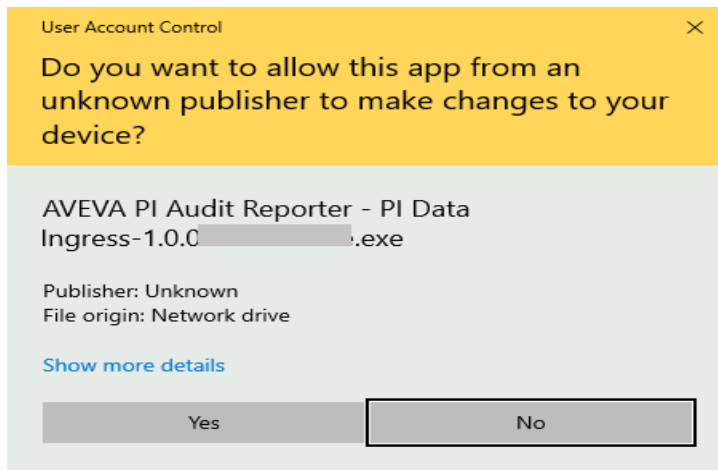 User Account Control
Do you want to allow this app from an
unknown publisher to make changes to your
device?
AVEVA PI Audit Reporter - PI Data
Ingress-1.0.0 .exe
Publisher: Unknown
File origin: Network drive
Show more details
Yes
No